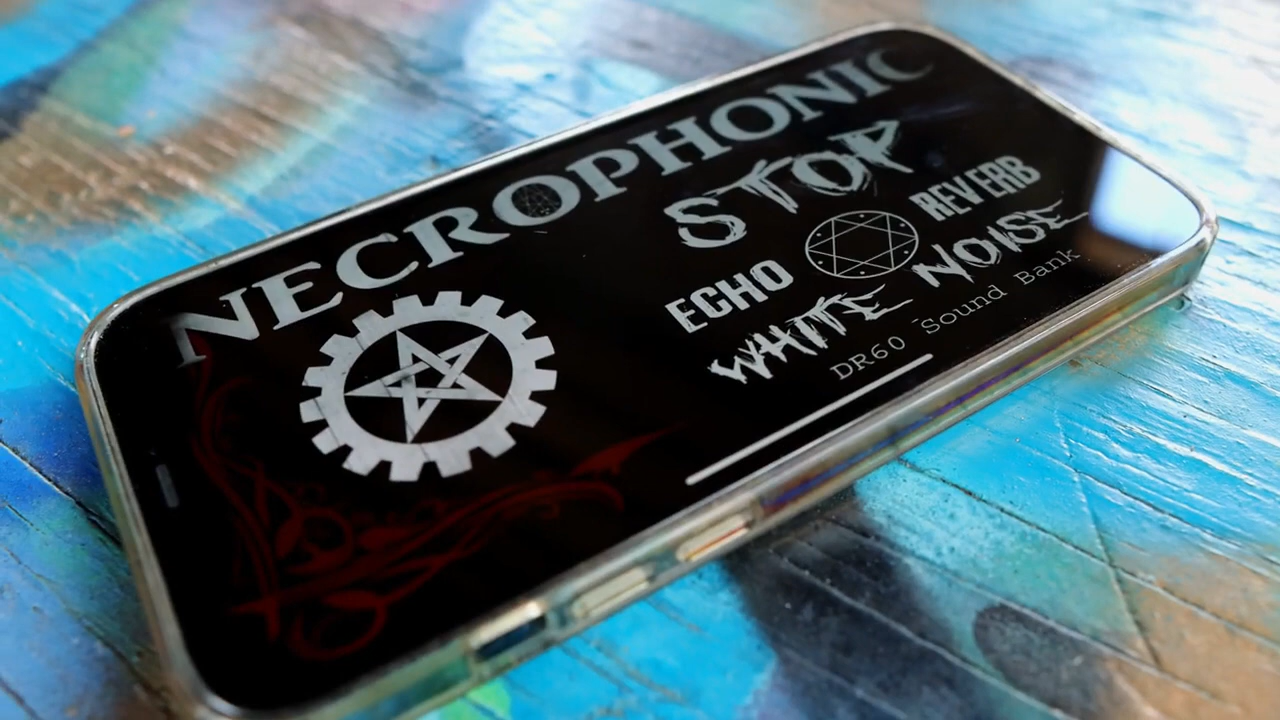 NECROPHONIC
STOP
ECHO REVERB
WHITE NOISE
DR60 Sound Bank